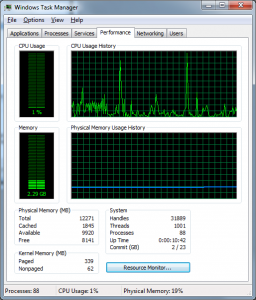 Windows Task Manager
File Options View Help
Applications Processes Services Performance Networking Users
CPU Usage CPU Usage History
1 %
Memory Physical Memory Usage History
2.29 GB
Physical Memory (MB) System
Total 12271 Handles 31889
Cached 1845 Threads 1001
Available 9920 Processes 88
Free 8141 Up Time 0:00:10:42
Commit (GB) 2 / 23
Kernel Memory (MB)
Paged 339
Nonpaged 62
Resource Monitor...
Processes: 88 CPU Usage: 1% Physical Memory: 19%